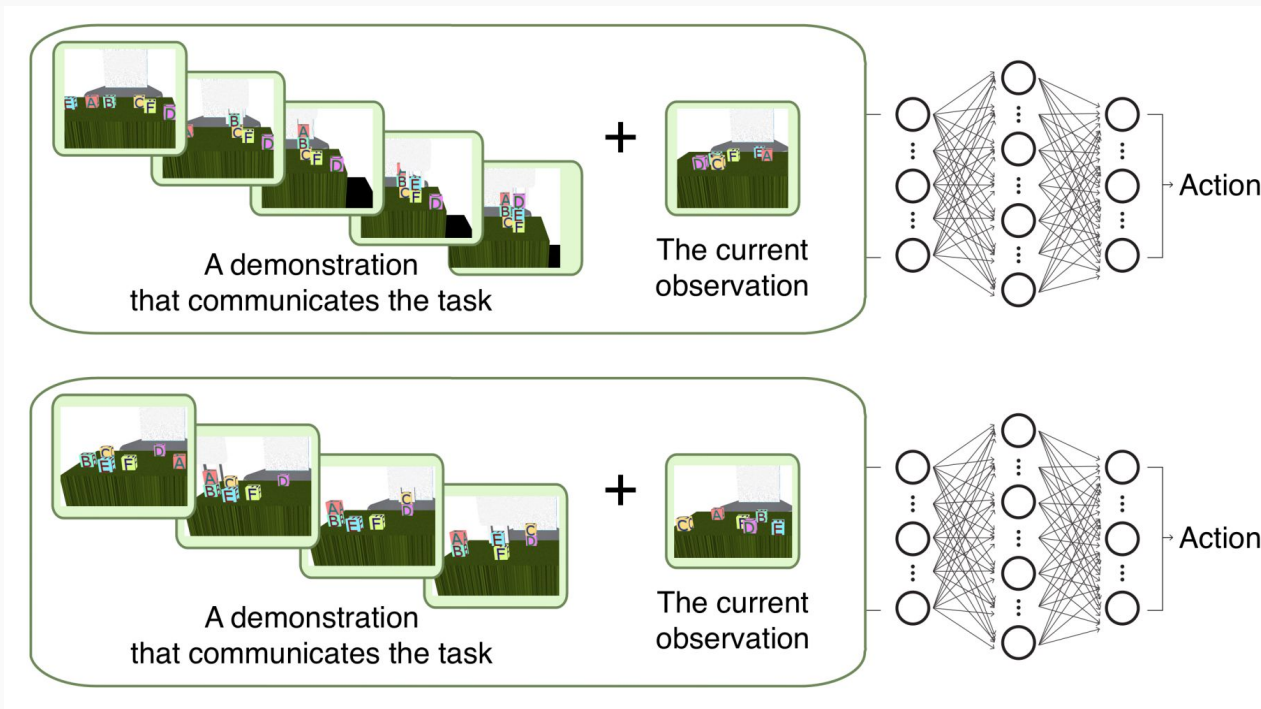 E A B C F D
B C F D
A B C F D
B E C F D
A D B E C F
+
D C F E A
A demonstration
that communicates the task
The current
observation
Action
B C E F D A
A B C E F D
A B E F C D
A B E F C D
+
C A F D B E
A demonstration
that communicates the task
The current
observation
Action